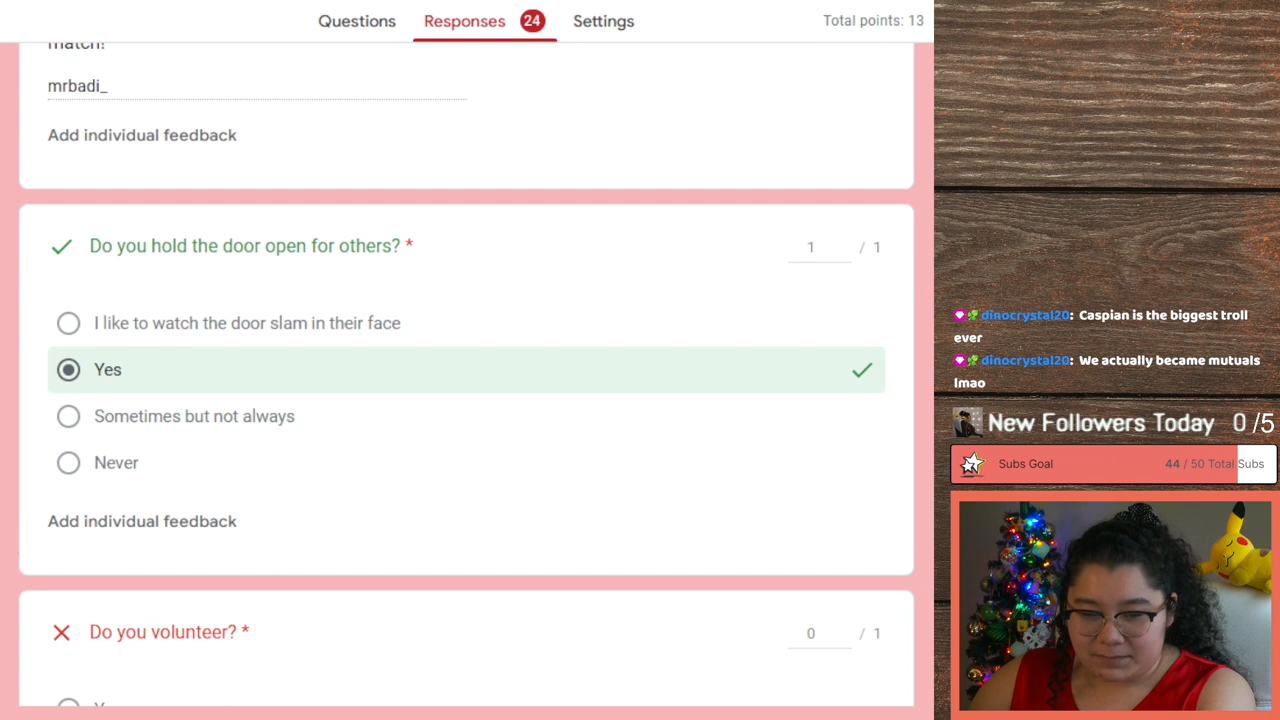 Questions
Responses 24
Settings
Total points: 13
match!
mrbadi_
Add individual feedback
Do you hold the door open for others? *
1 / 1
I like to watch the door slam in their face
Yes
Sometimes but not always
Never
Add individual feedback
Do you volunteer? *
0 / 1
dinocrystal20: Caspian is the biggest troll
ever
dinocrystal20: We actually became mutuals
lmao
New Followers Today 0 /5
Subs Goal 44 / 50 Total Subs